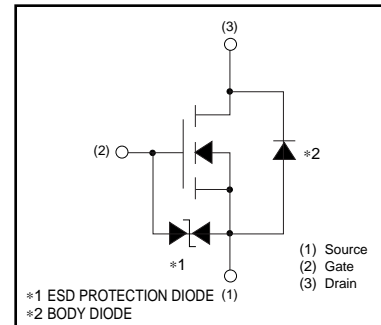 (3)
(2)
∗2
∗1
(1) Source
(2) Gate
(3) Drain
∗1 ESD PROTECTION DIODE (1)
∗2 BODY DIODE